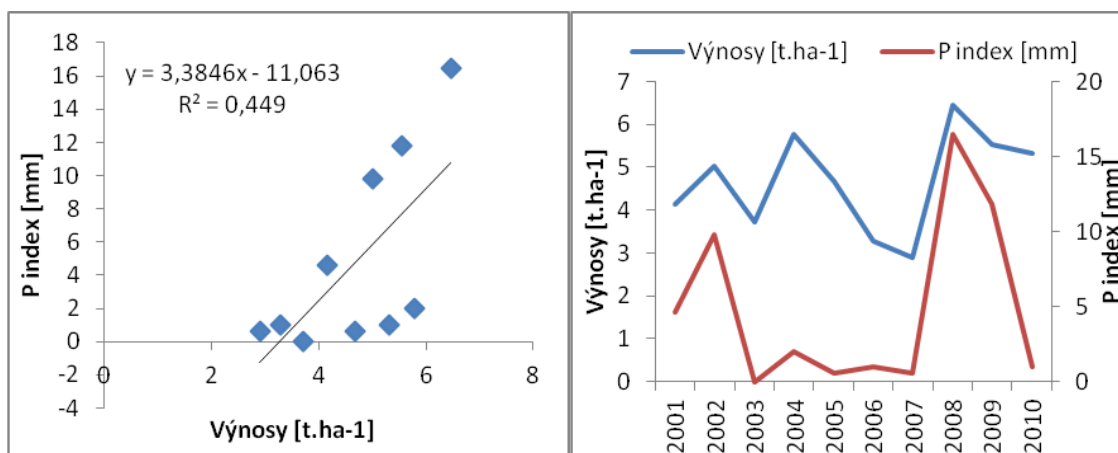 y = 3,3846x - 11,063
R² = 0,449
P index [mm]
18
16
14
12
10
8
6
4
2
0
-2
-4
0 2 4 6 8
Výnosy [t.ha-1]
Výnosy [t.ha-1] P index [mm]
Výnosy [t.ha-1]
7
6
5
4
3
2
1
0
20
15
10
5
0
P index [mm]
2001 2002 2003 2004 2005 2006 2007 2008 2009 2010